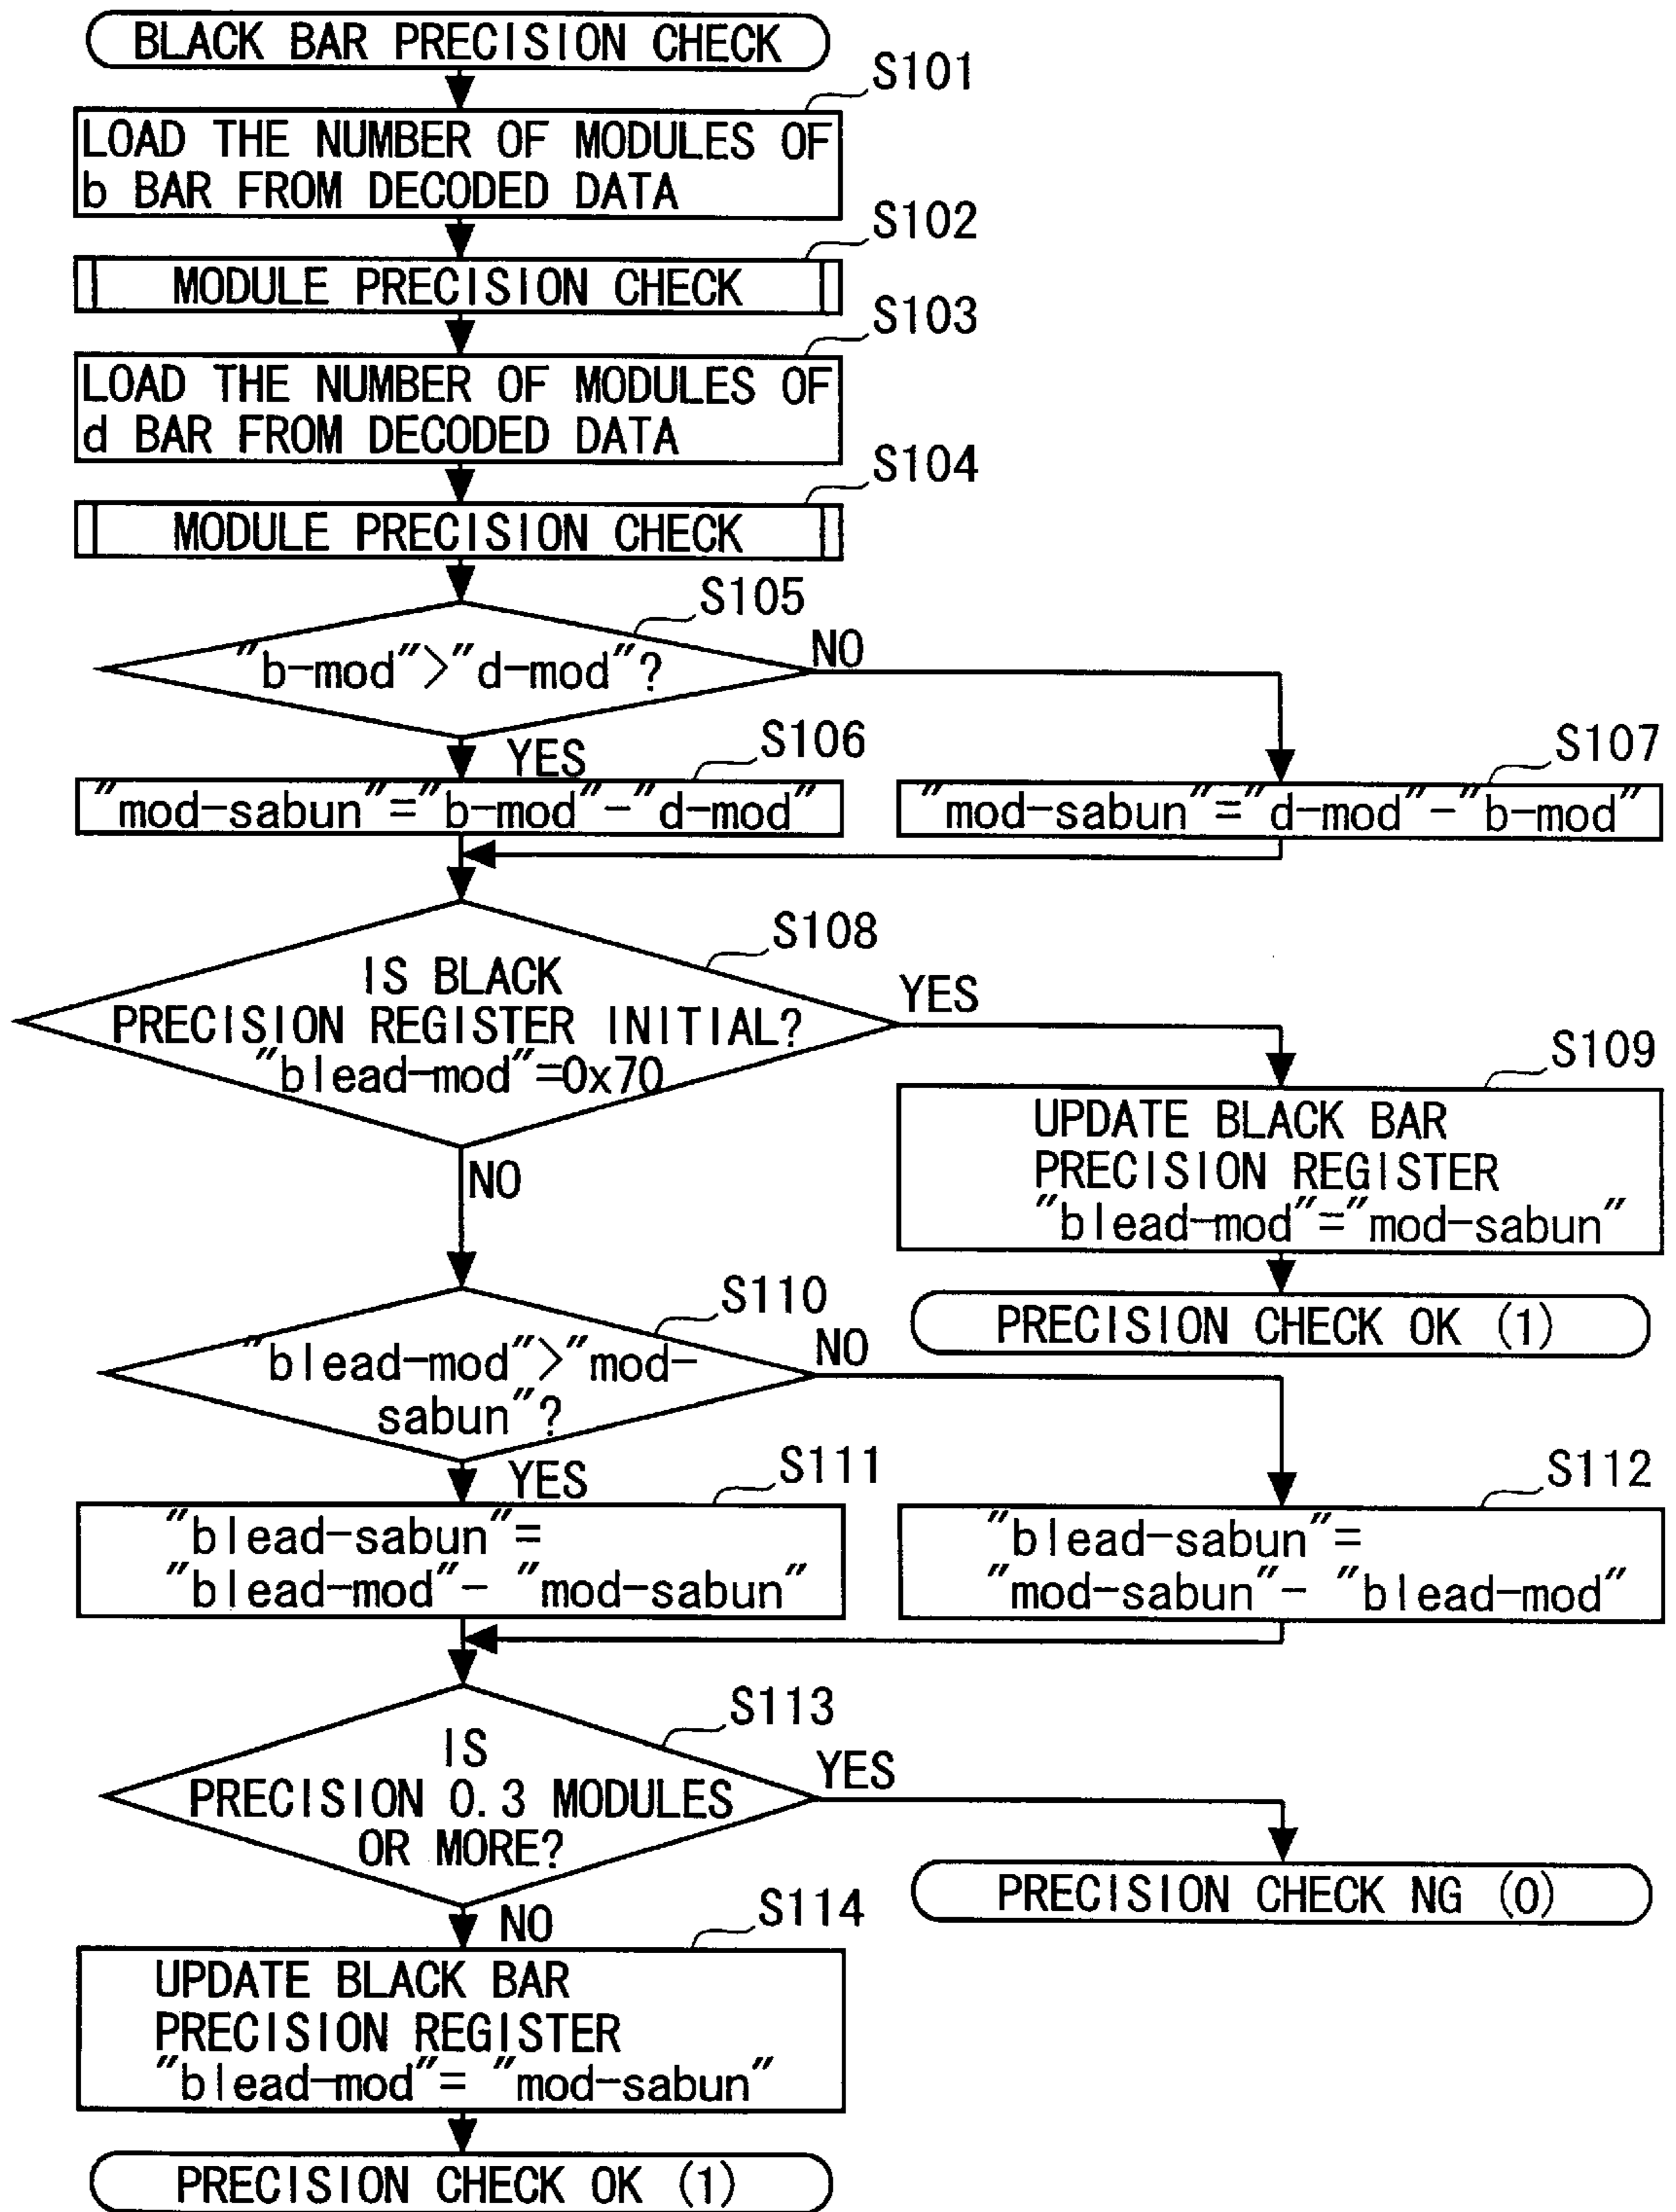 BLACK BAR PRECISION CHECK
S101
LOAD THE NUMBER OF MODULES OF
b BAR FROM DECODED DATA
S102
MODULE PRECISION CHECK
S103
LOAD THE NUMBER OF MODULES OF
d BAR FROM DECODED DATA
S104
MODULE PRECISION CHECK
S105
"b-mod">"d-mod"?
NO
YES
S106
S107
"mod-sabun"="b-mod"-"d-mod"
"mod-sabun"="d-mod"-"b-mod"
S108
IS BLACK
PRECISION REGISTER INITIAL?
"blead-mod"=0x70
YES
NO
S109
UPDATE BLACK BAR
PRECISION REGISTER
"blead-mod"="mod-sabun"
PRECISION CHECK OK (1)
S110
"blead-mod">"mod-
sabun"?
NO
YES
S111
S112
"blead-sabun"=
"blead-mod"- "mod-sabun"
"blead-sabun"=
"mod-sabun"- "blead-mod"
S113
IS
PRECISION 0.3 MODULES
OR MORE?
YES
PRECISION CHECK NG (0)
NO
S114
UPDATE BLACK BAR
PRECISION REGISTER
"blead-mod"= "mod-sabun"
PRECISION CHECK OK (1)